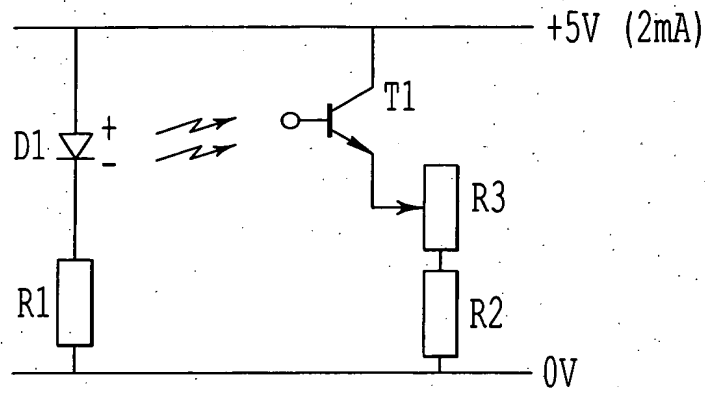 +5V (2mA)
T1
D1
+
-
R3
R1
R2
0V